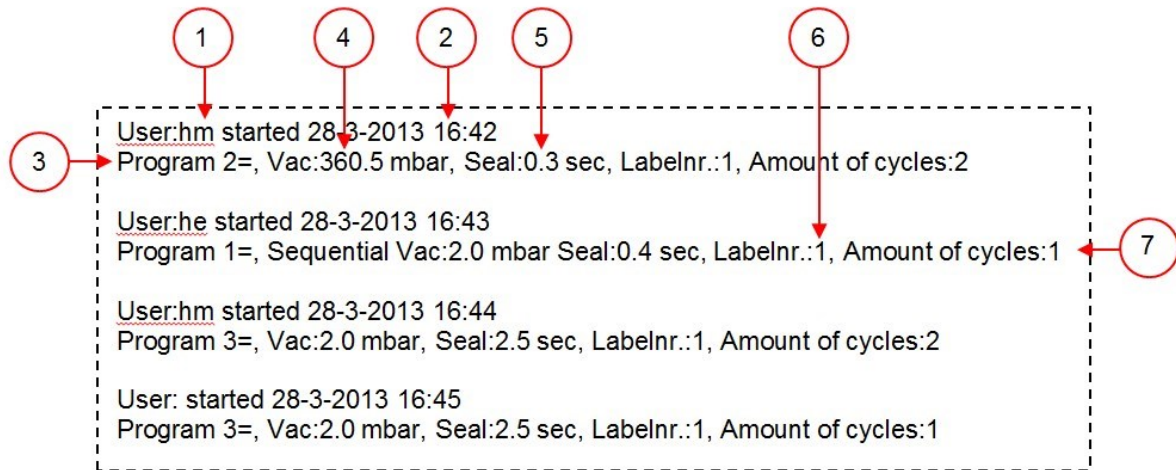 1 4 2 5 6
User:hm started 28-3-2013 16:42
3
Program 2=, Vac:360.5 mbar, Seal:0.3 sec, Labelnr.:1, Amount of cycles:2
User:he started 28-3-2013 16:43
Program 1=, Sequential Vac:2.0 mbar Seal:0.4 sec, Labelnr.:1, Amount of cycles:1
7
User:hm started 28-3-2013 16:44
Program 3=, Vac:2.0 mbar, Seal:2.5 sec, Labelnr.:1, Amount of cycles:2
User: started 28-3-2013 16:45
Program 3=, Vac:2.0 mbar, Seal:2.5 sec, Labelnr.:1, Amount of cycles:1